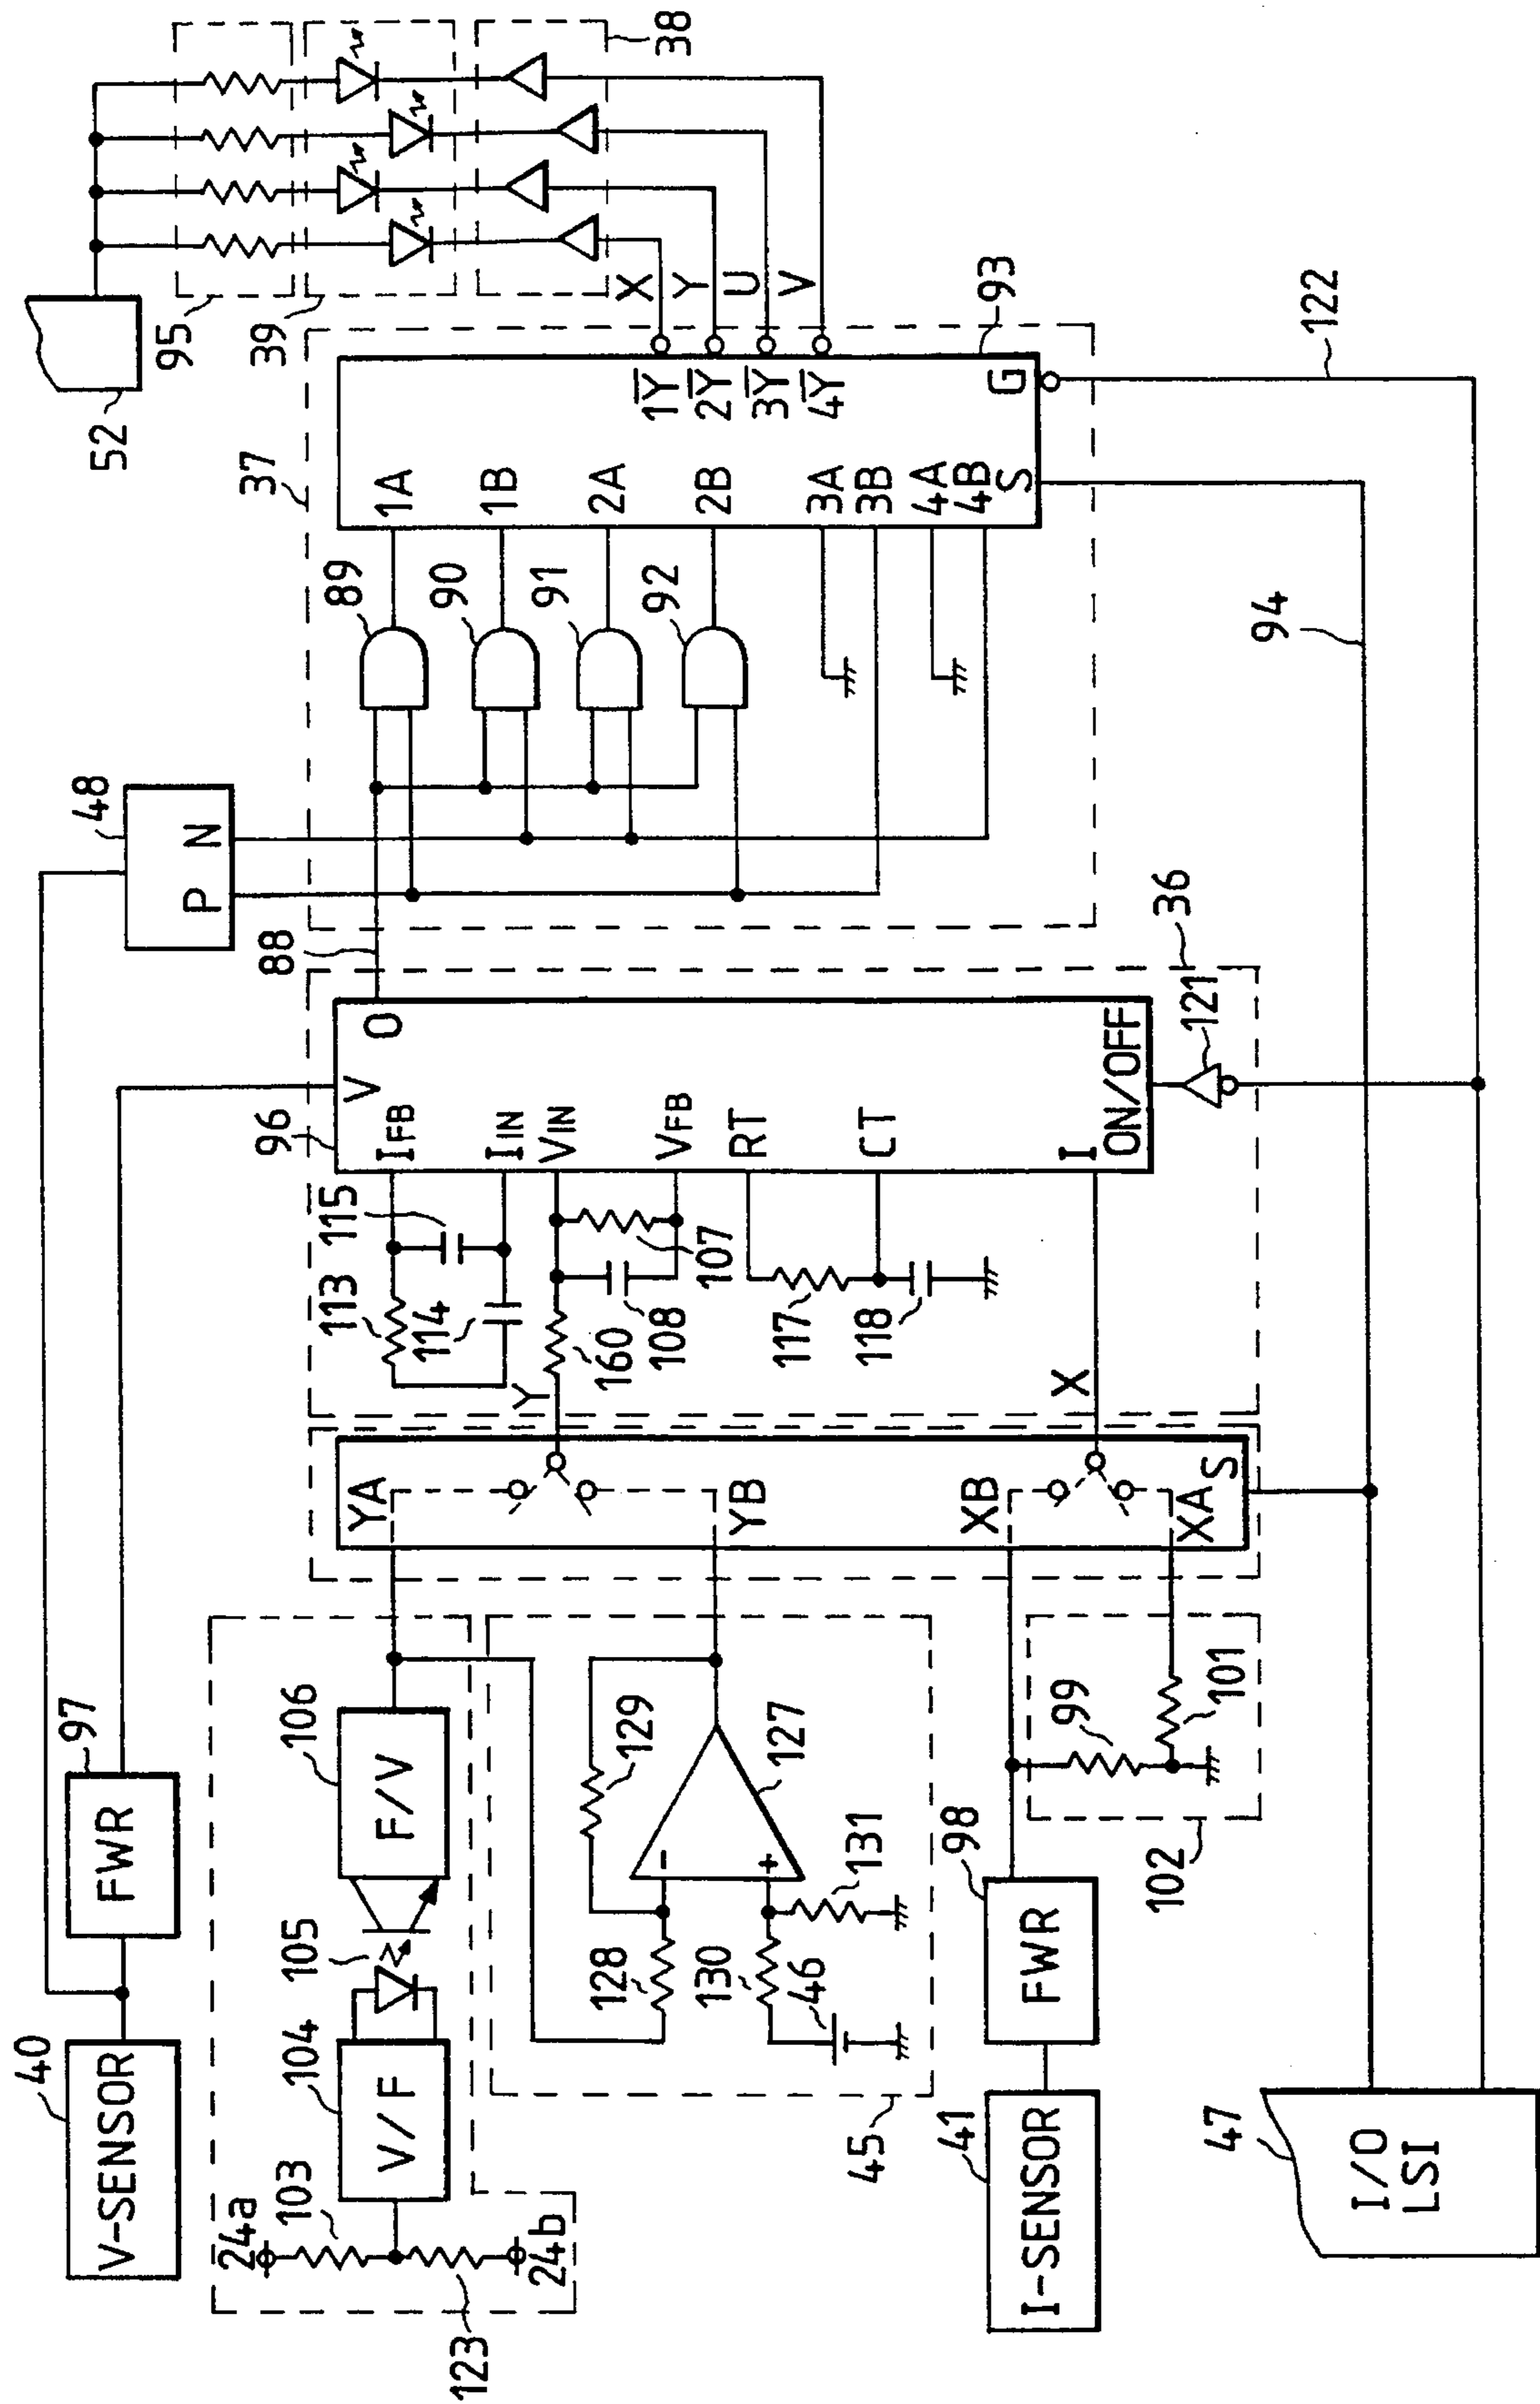 52
95
39
38
X
Y
U
V
37
1A
1B
2A
2B
3A
3B
4A
4B
S
1Y
2Y
3Y
4Y
G
93
122
89
90
91
92
94
48
P N
88
36
96
V
O
IFB
IIN
VIN
VFB
RT
CT
I
ON/OFF
121
115
113
114
107
108
160
117
118
Y
X
YA
YB
XB
XA
S
97
FWR
106
F/V
129
127
99
101
131
98
102
40
V-SENSOR
105
104
V/F
128
130
46
FWR
24a
103
24b
123
45
41
I-SENSOR
47
I/O
LSI